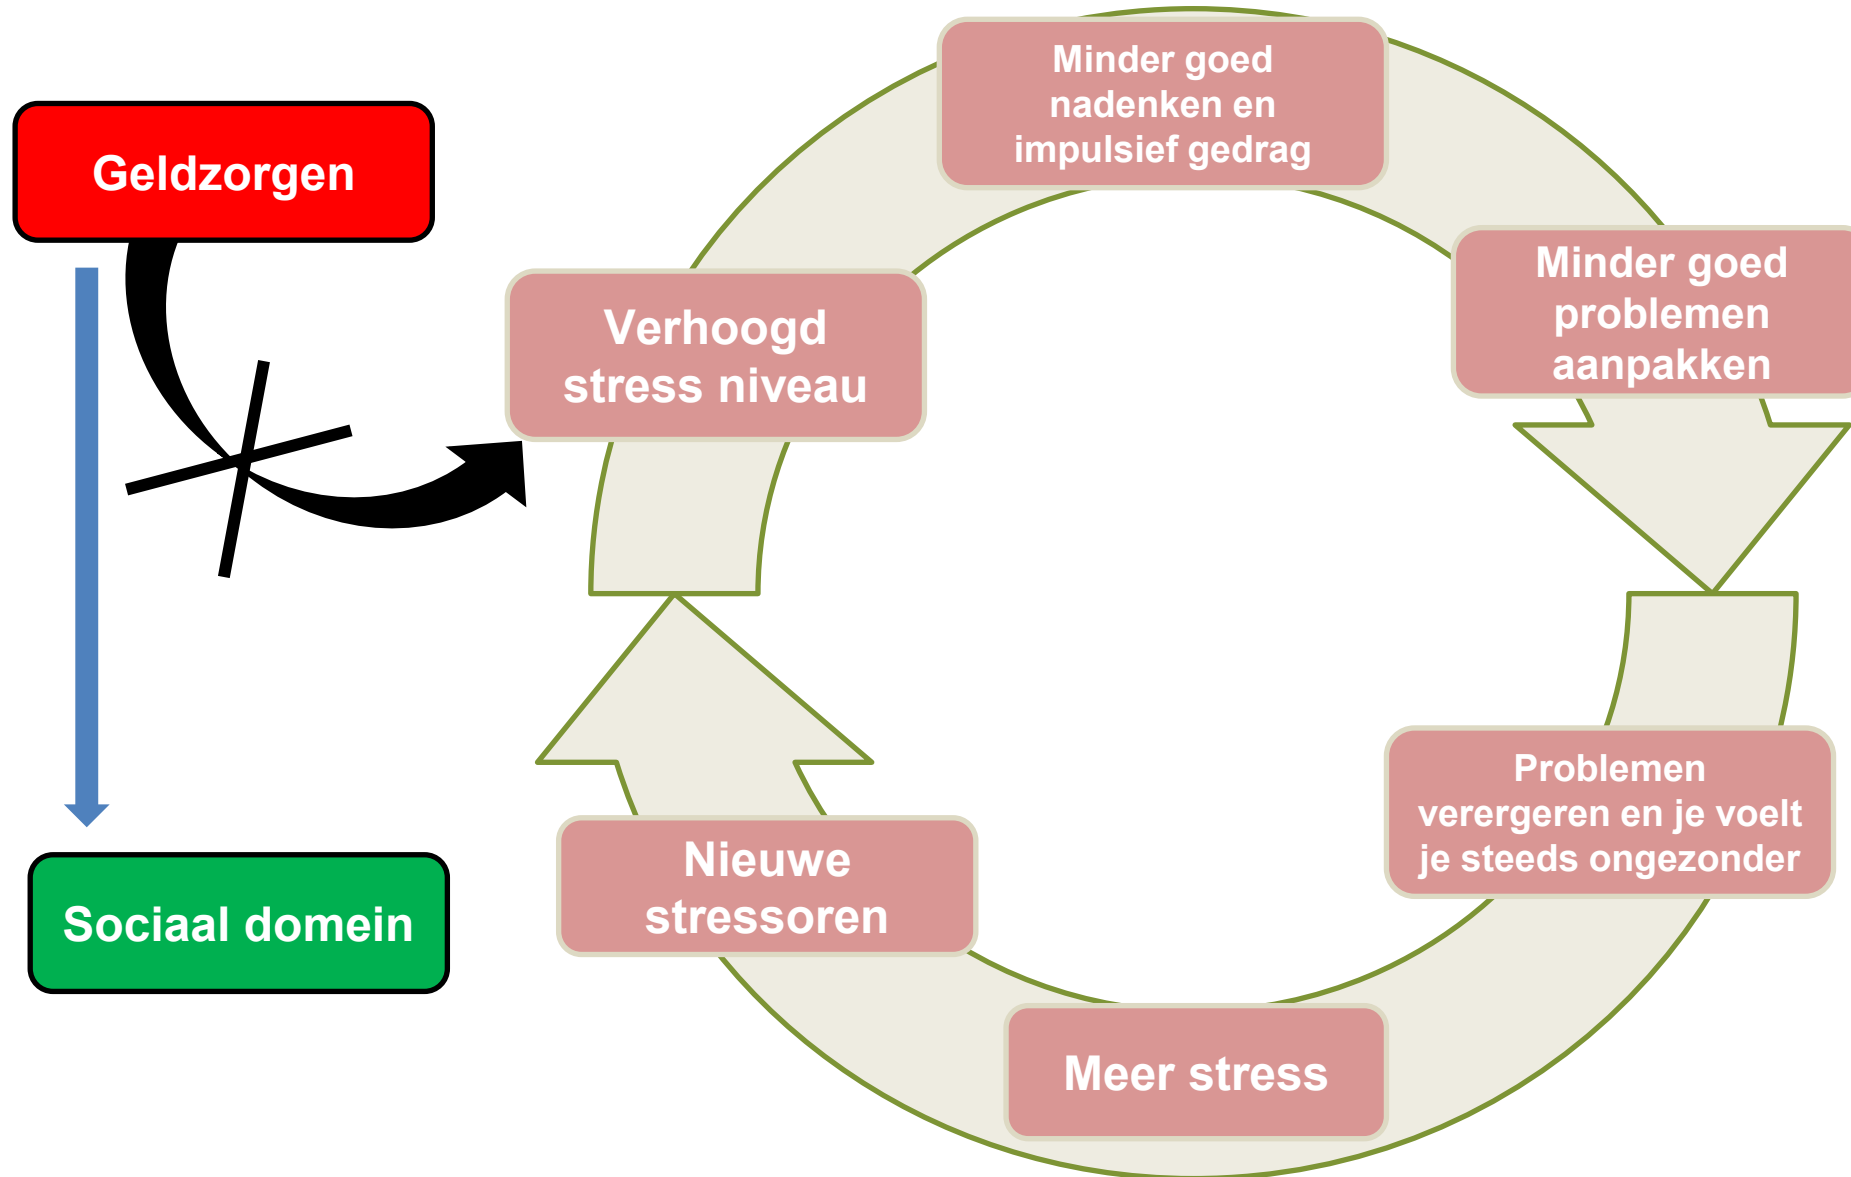 Geldzorgen
Sociaal domein
Verhoogd
stress niveau
Minder goed
nadenken en
impulsief gedrag
Minder goed
problemen
aanpakken
Problemen
verergeren en je voelt
je steeds ongezonder
Meer stress
Nieuwe
stressoren